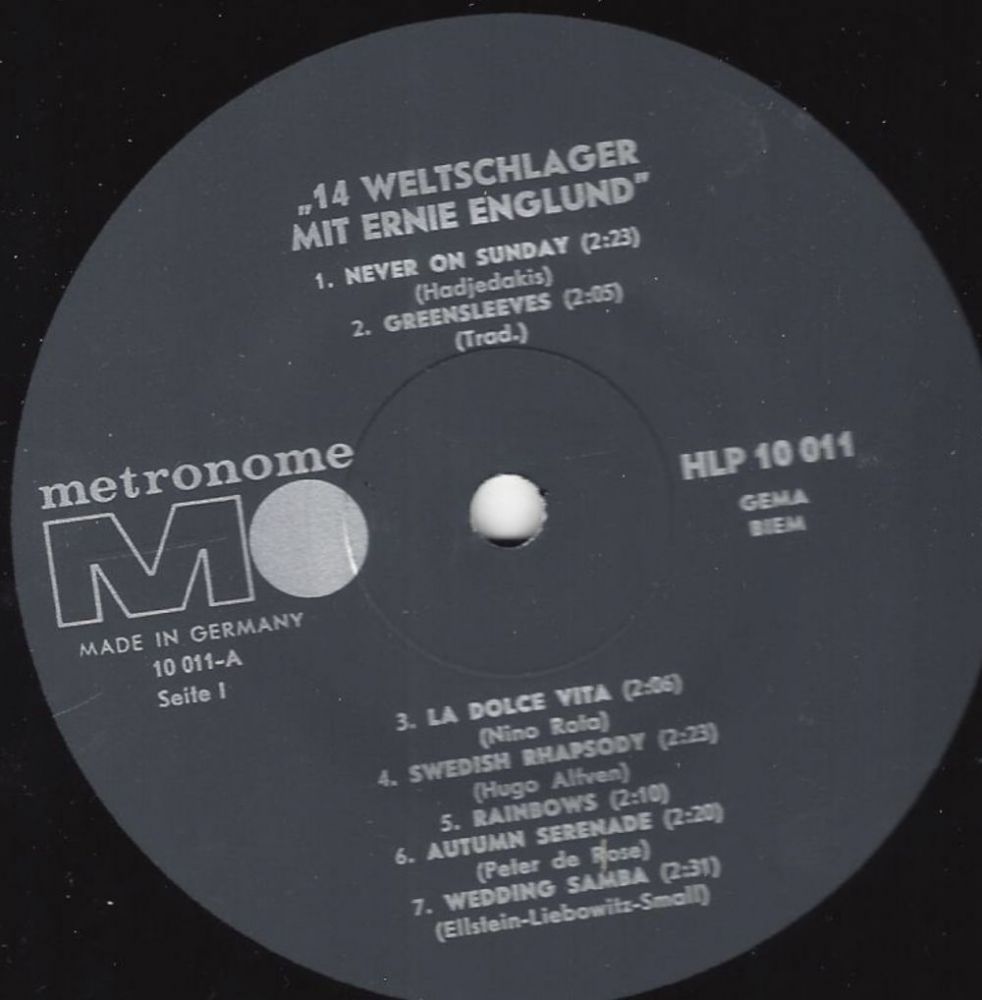 „14 WELTSCHLAGER
MIT ERNIE ENGLUND"
1. NEVER ON SUNDAY (2:23)
(Hadjedakis)
2. GREENSLEEVES (2:05)
(Trad.)
metronome
M
MADE IN GERMANY
10 011-A
Seite I
HLP 10 011
GEMA
BIEM
3. LA DOLCE VITA (2:06)
(Nino Rota)
4. SWEDISH RHAPSODY (2:23)
(Hugo Alfven)
5. RAINBOWS (2:10)
6. AUTUMN SERENADE (2:20)
(Peter de Rose)
7. WEDDING SAMBA (2:31)
(Ellstein-Liebowitz-Small)